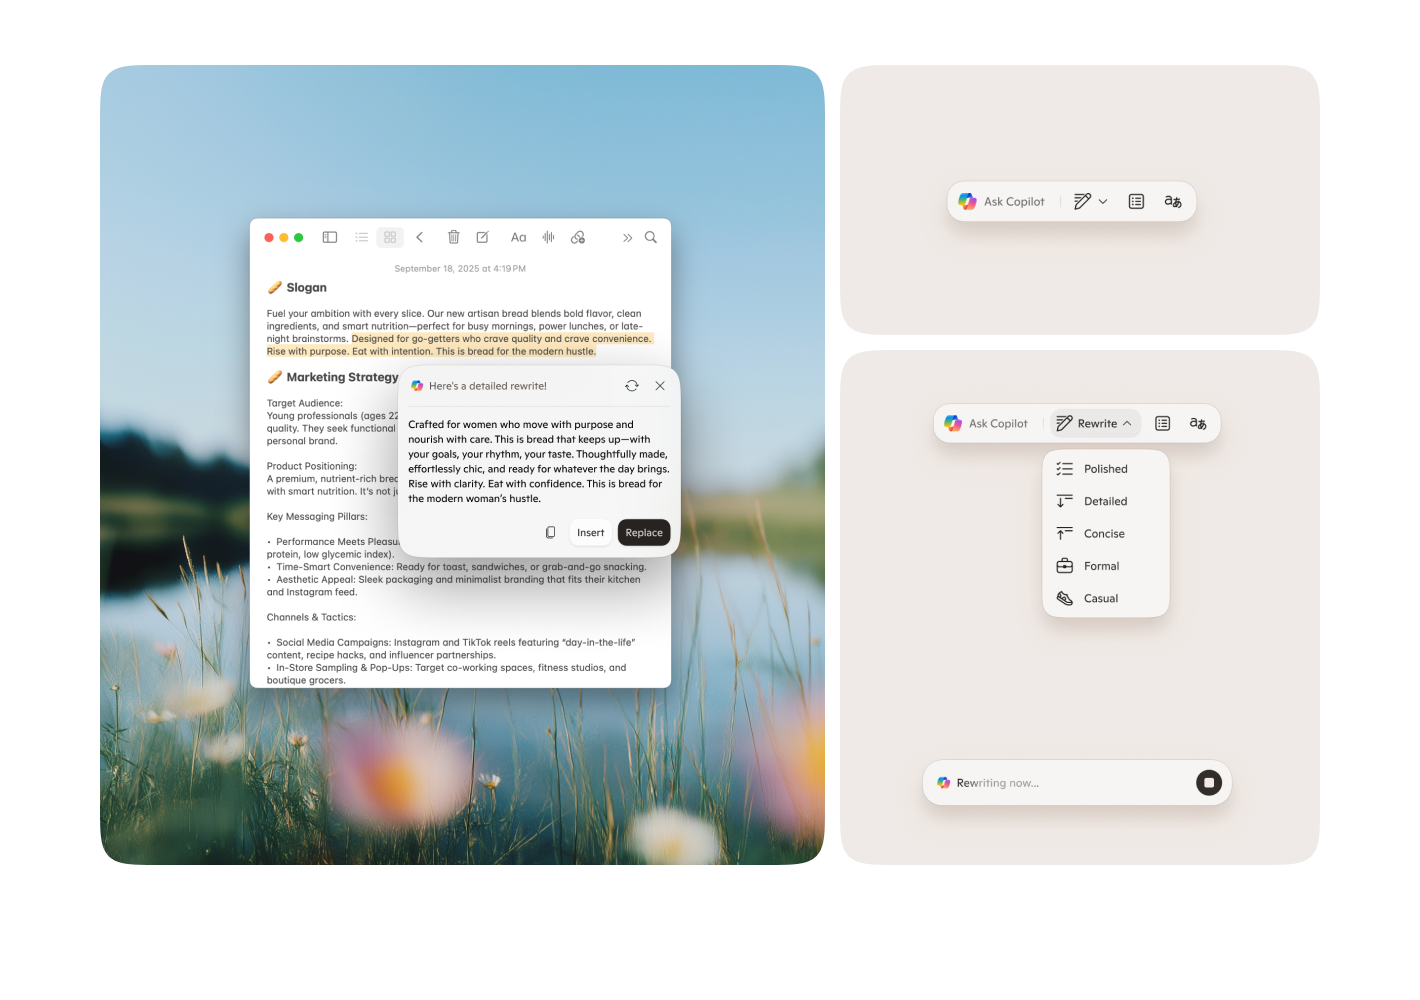 September 18, 2025 at 4:19 PM
🥖 Slogan
Fuel your ambition with every slice. Our new artisan bread blends bold flavor, clean
ingredients, and smart nutrition—perfect for busy mornings, power lunches, or late-
night brainstorms. Designed for go-getters who crave quality and crave convenience.
Rise with purpose. Eat with intention. This is bread for the modern hustle.
🥖 Marketing Strategy
Target Audience:
Young professionals (ages 22
quality. They seek functional
personal brand.
Product Positioning:
A premium, nutrient-rich
with smart nutrition. It's not
Key Messaging Pillars:
• Performance Meets
protein, low glycemic index).
• Time-Smart Convenience: Ready for toast, sandwiches, or grab-and-go snacking.
• Aesthetic Appeal: Sleek packaging and minimalist branding that fits their kitchen
and Instagram feed.
Channels & Tactics:
• Social Media Campaigns: Instagram and TikTok reels featuring "day-in-the-life"
content, recipe hacks, and influencer partnerships.
• In-Store Sampling & Pop-Ups: Target co-working spaces, fitness studios, and
boutique grocers.
Here's a detailed rewrite!
Crafted for women who move with purpose and
nourish with care. This is bread that keeps up—with
your goals, your rhythm, your taste. Thoughtfully made,
effortlessly chic, and ready for whatever the day brings.
Rise with clarity. Eat with confidence. This is bread for
the modern woman's hustle.
Insert
Replace
Aa
Ask Copilot
aあ
Ask Copilot
Rewrite
aあ
Polished
Detailed
Concise
Formal
Casual
Rewriting now...